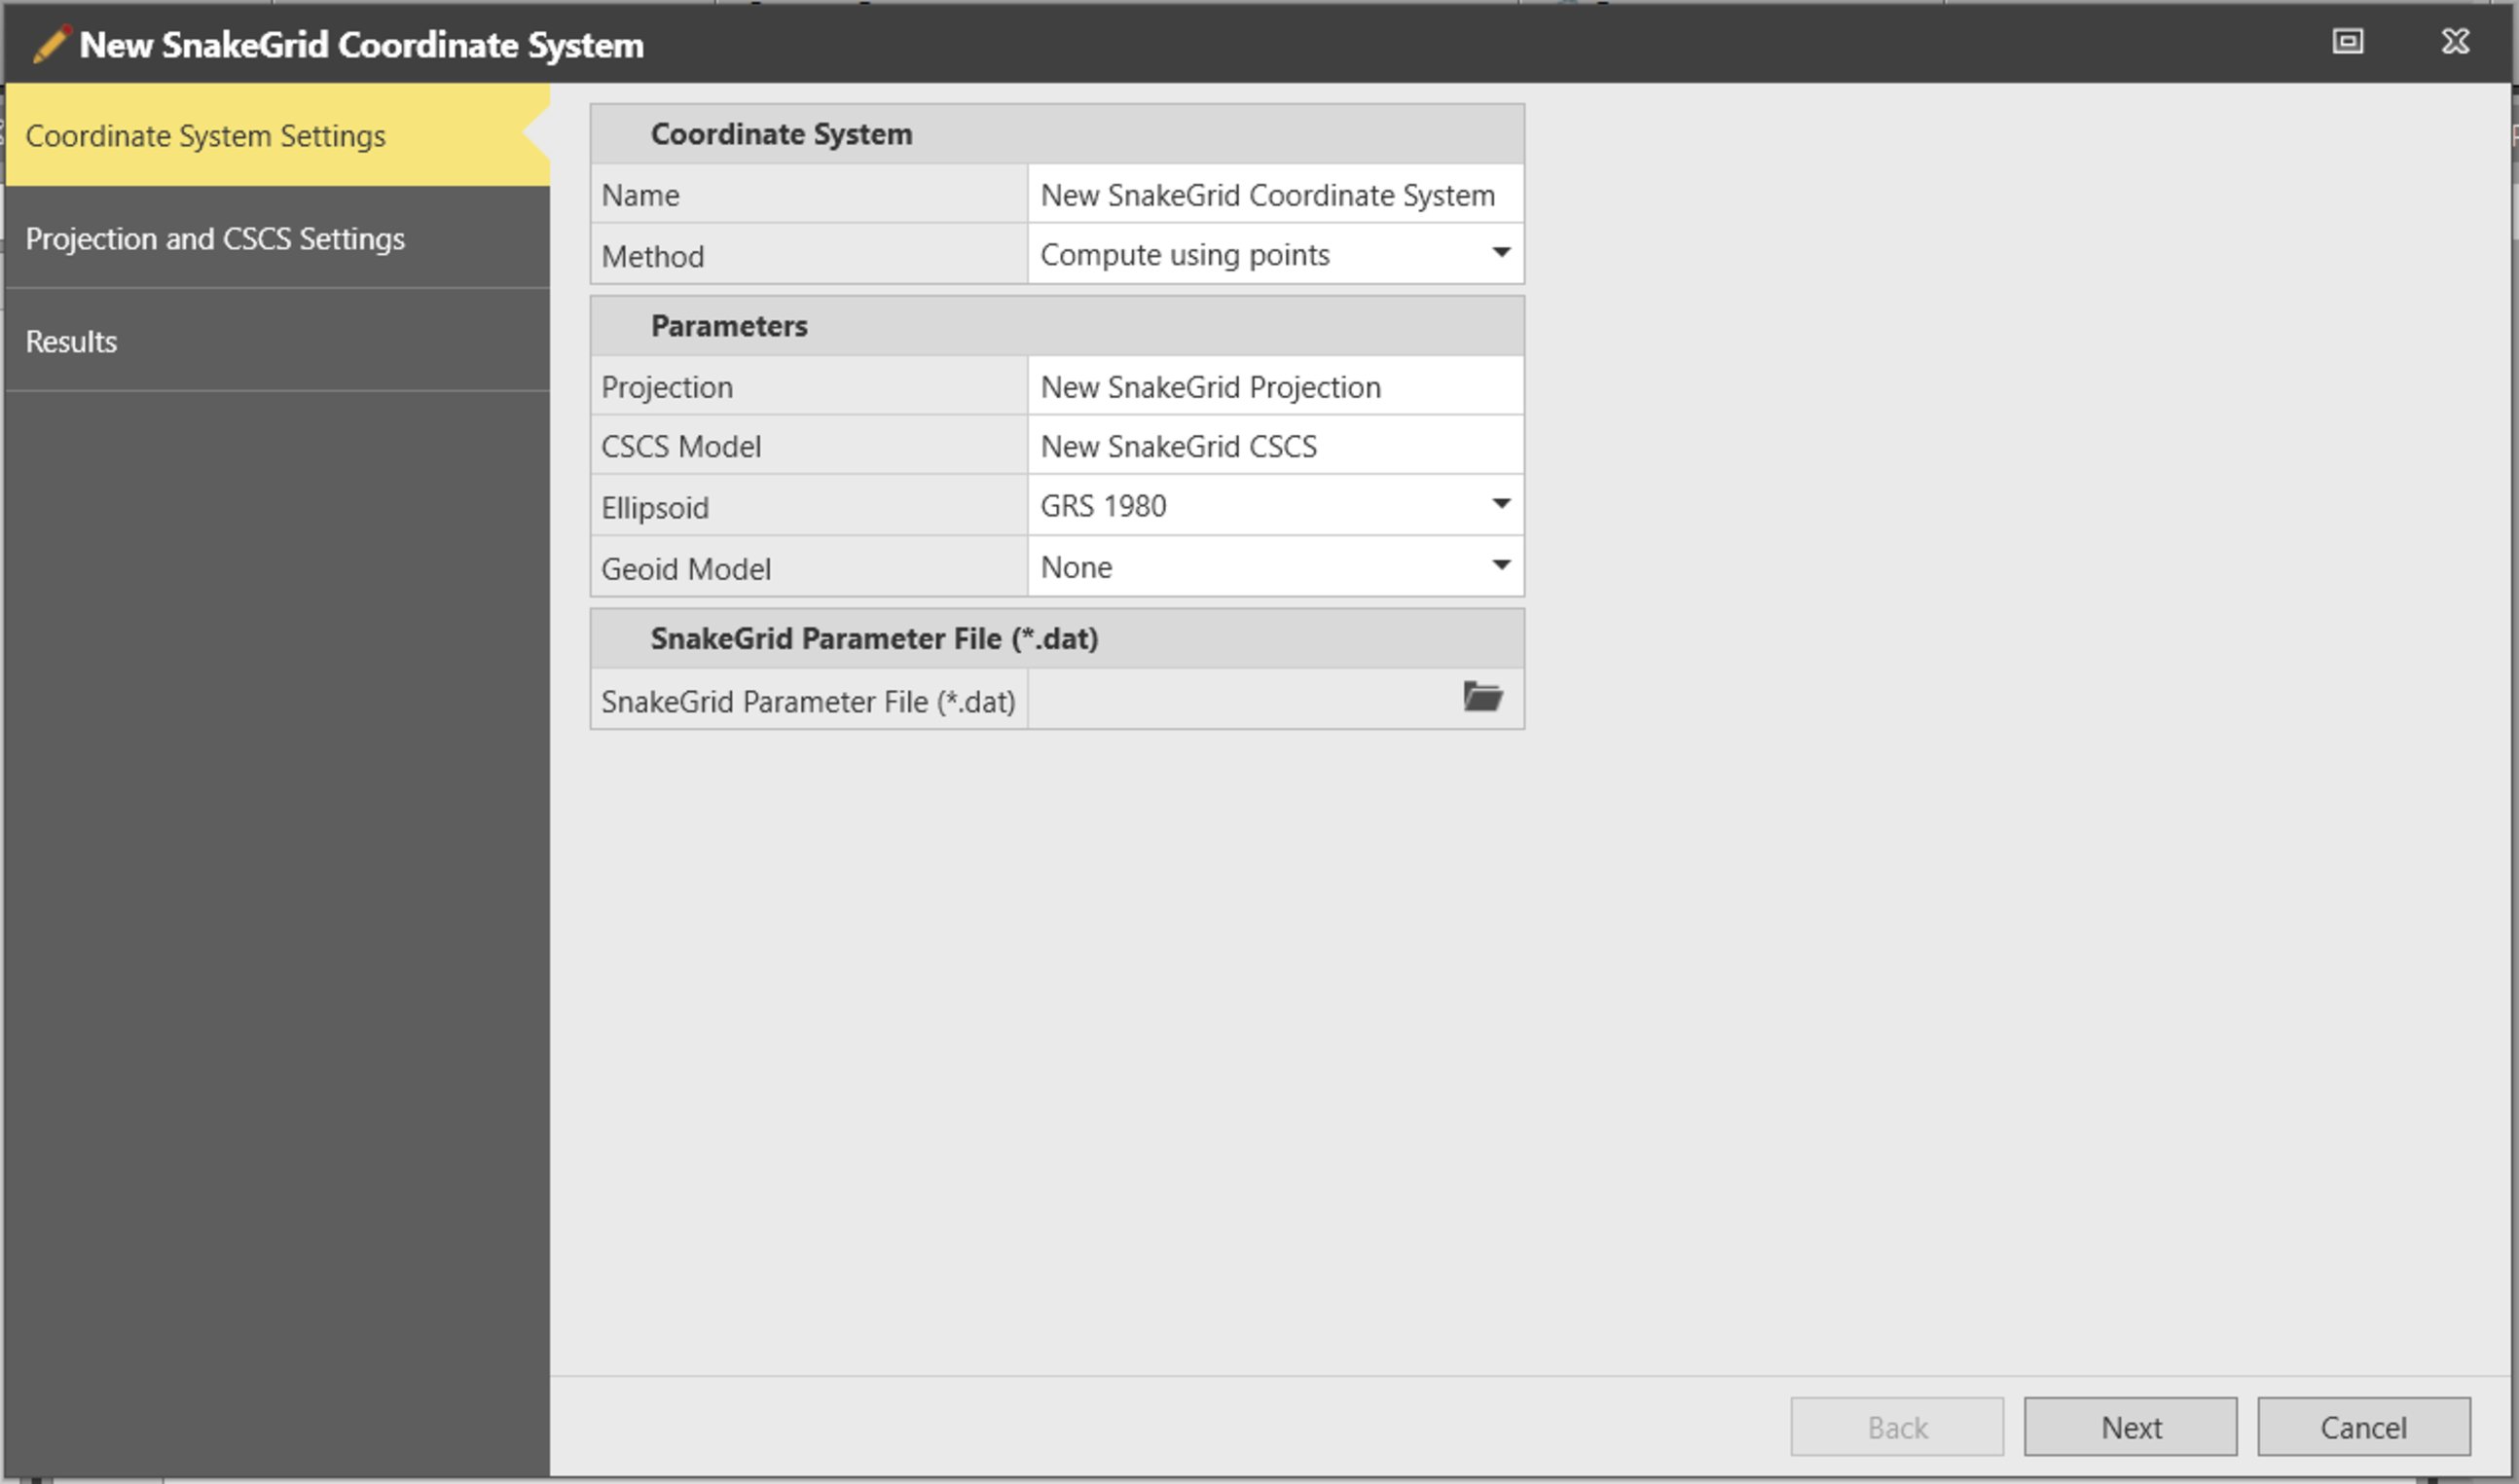 New SnakeGrid Coordinate System
Coordinate System Settings
Projection and CSCS Settings
Results
Coordinate System
Name New SnakeGrid Coordinate System
Method Compute using points
Parameters
Projection New SnakeGrid Projection
CSCS Model New SnakeGrid CSCS
Ellipsoid GRS 1980
Geoid Model None
SnakeGrid Parameter File (*.dat)
SnakeGrid Parameter File (*.dat)
Back Next Cancel